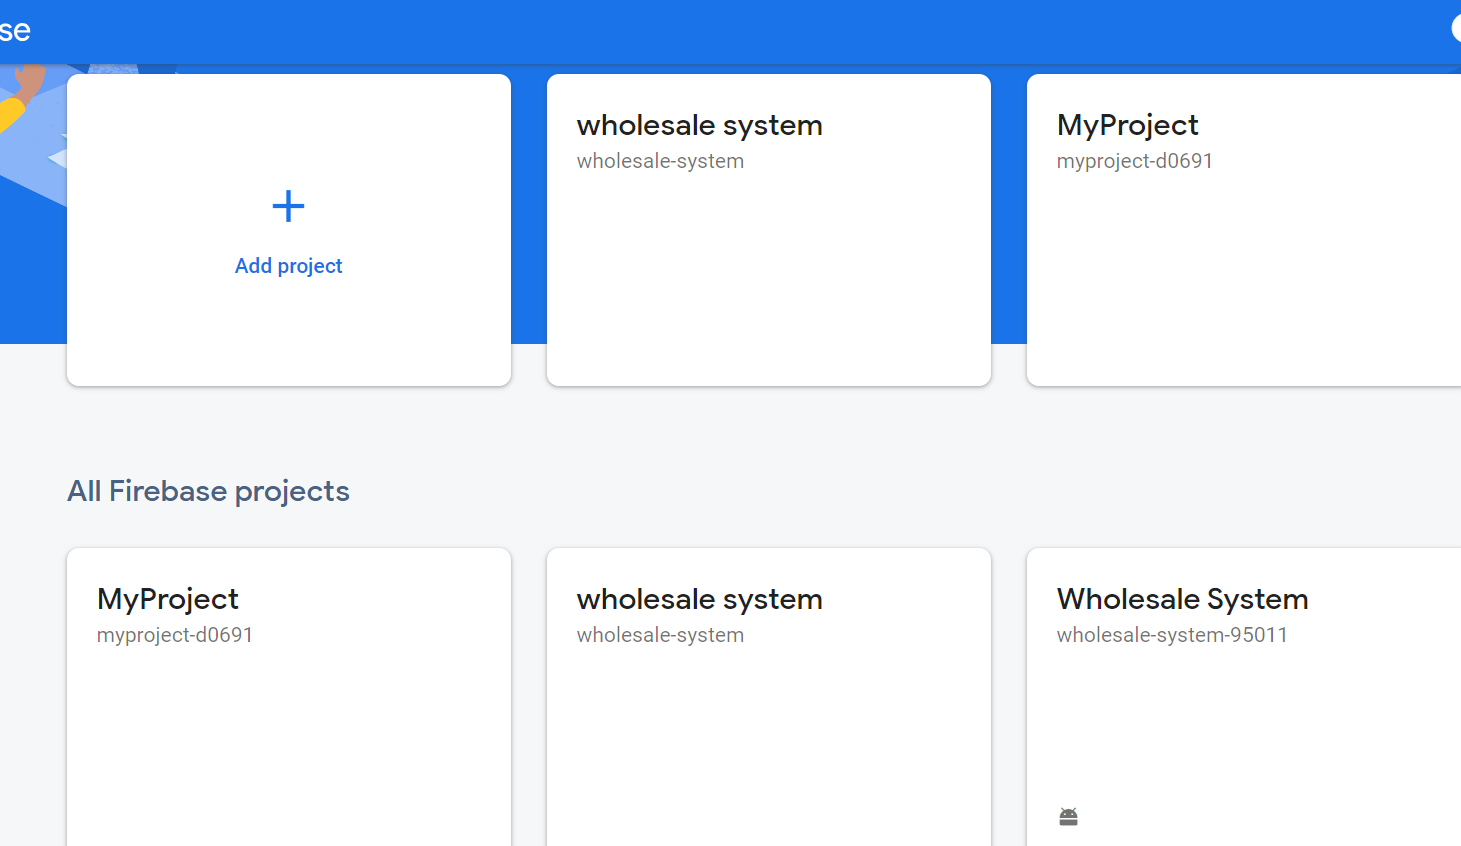 se
Add project
wholesale system
wholesale-system
MyProject
myproject-d0691
All Firebase projects
MyProject
myproject-d0691
wholesale system
wholesale-system
Wholesale System
wholesale-system-95011